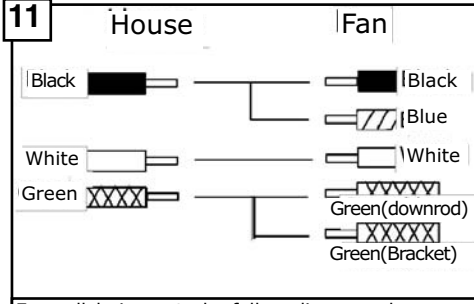 11
House Fan
Black Black
Blue
White White
Green
Green(downrod)
Green(Bracket)